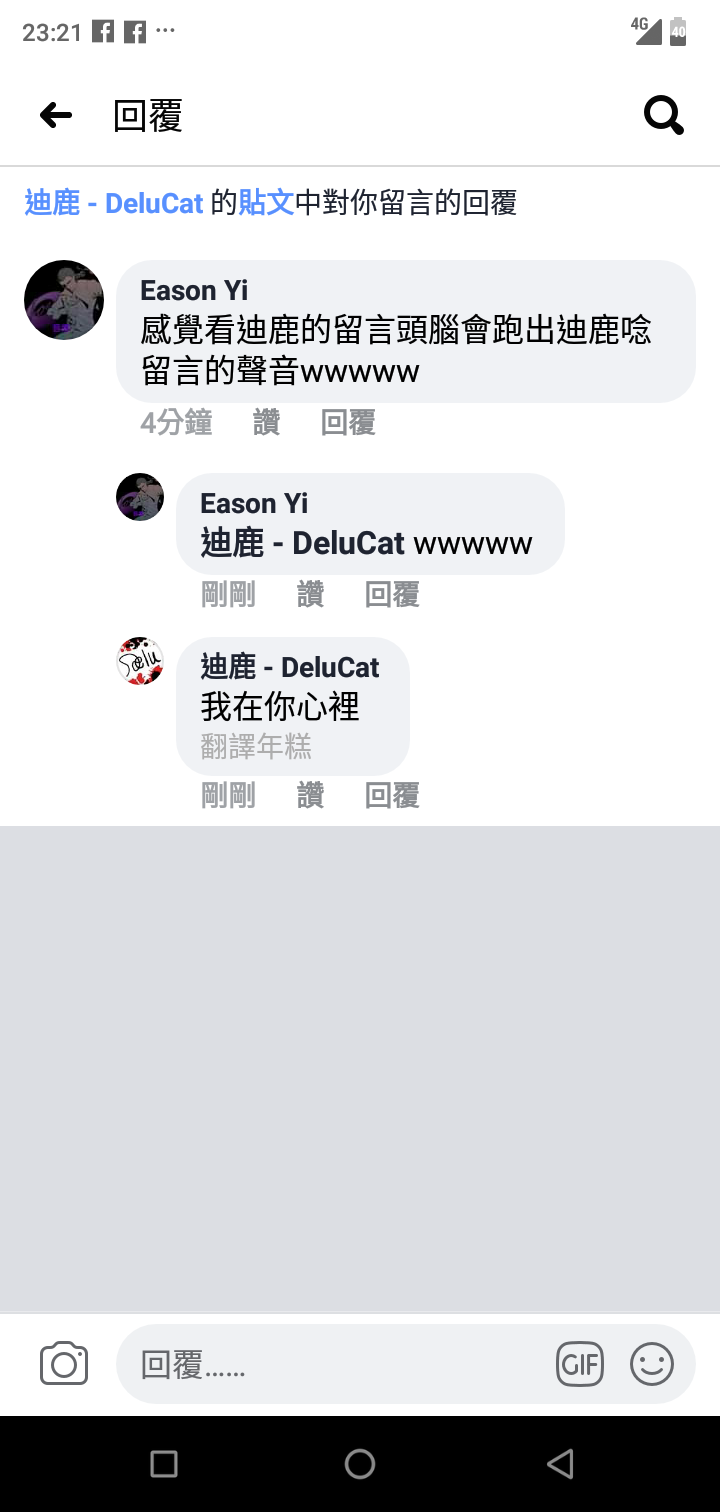 23:21
4G
40
回覆
迪鹿 - DeluCat 的貼文中對你留言的回覆
Eason Yi
感覺看迪鹿的留言頭腦會跑出迪鹿唸
留言的聲音wwwww
4分鐘 讚 回覆
Eason Yi
迪鹿 - DeluCat wwwww
剛剛 讚 回覆
Delu
迪鹿 - DeluCat
我在你心裡
翻譯年糕
剛剛 讚 回覆
回覆......
GIF